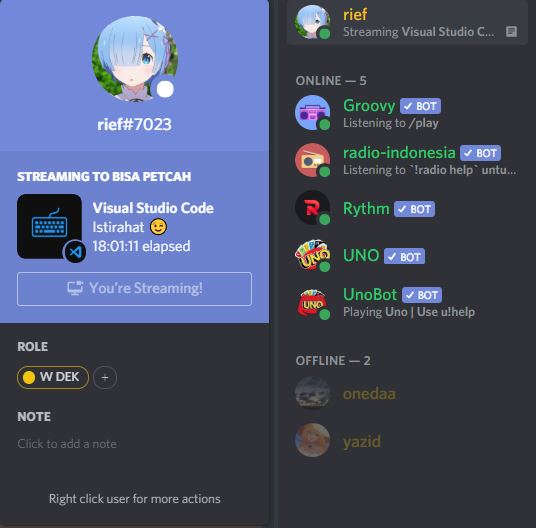 rief#7023
STREAMING TO BISA PETCAH
Visual Studio Code
Istirahat 😉
18:01:11 elapsed
You're Streaming!
ROLE
W DEK
+
NOTE
Click to add a note
Right click user for more actions
rief
Streaming Visual Studio C...
ONLINE — 5
Groovy ✓ BOT
Listening to /play
radio-indonesia ✓ BOT
Listening to `!radio help` untu...
Rythm ✓ BOT
UNO ✓ BOT
UnoBot ✓ BOT
Playing Uno | Use u!help
OFFLINE — 2
onedaa
yazid